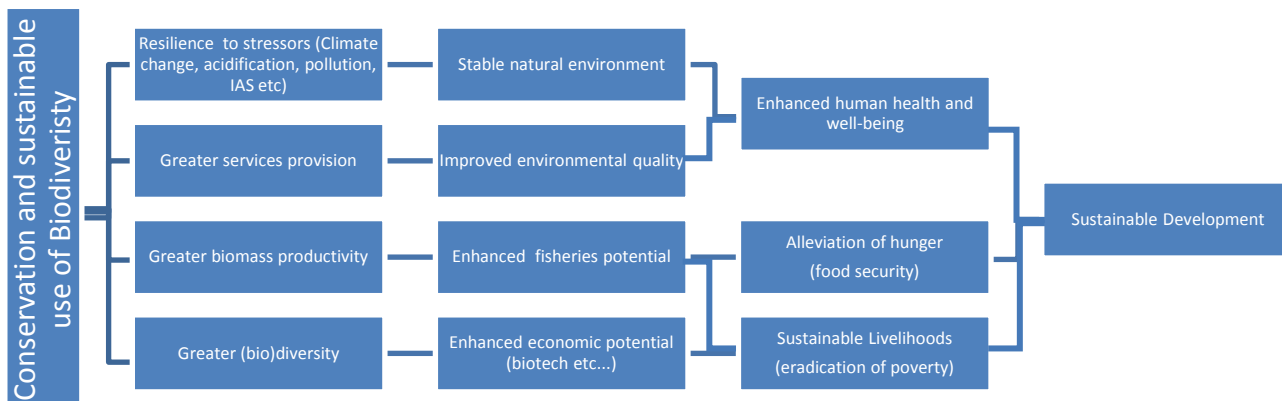 Conservation and sustainable
use of Biodiveristy
Resilience to stressors (Climate
change, acidification, pollution,
IAS etc)
Stable natural environment
Greater services provision
Improved environmental quality
Enhanced human health and
well-being
Greater biomass productivity
Enhanced fisheries potential
Alleviation of hunger
(food security)
Greater (bio)diversity
Enhanced economic potential
(biotech etc...)
Sustainable Livelihoods
(eradication of poverty)
Sustainable Development